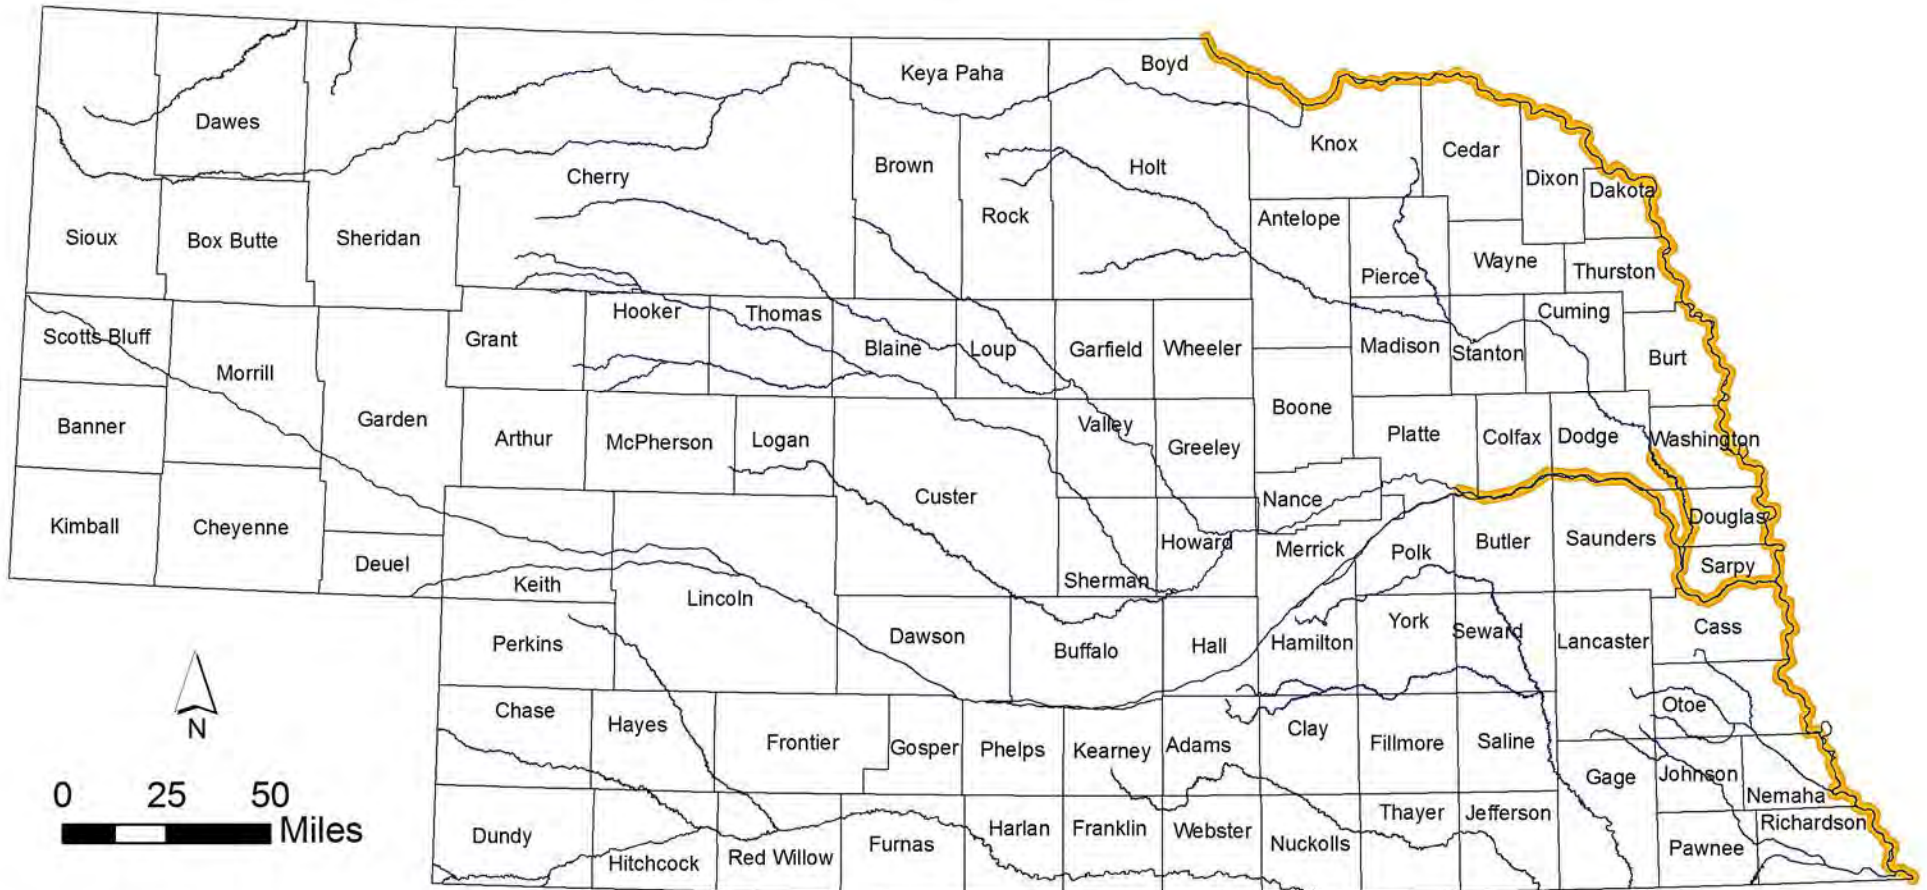 Keya Paha
Boyd
Dawes
Knox
Cedar
Cherry
Brown
Holt
Dixon
Dakota
Rock
Antelope
Sioux
Box Butte
Sheridan
Wayne
Pierce
Thurston
Hooker
Thomas
Cuming
Scotts Bluff
Grant
Blaine
Loup
Garfield
Wheeler
Madison
Stanton
Burt
Morrill
Boone
Garden
Banner
Arthur
McPherson
Logan
Valley
Greeley
Platte
Colfax
Dodge
Washington
Custer
Nance
Kimball
Cheyenne
Douglas
Howard
Merrick
Polk
Butler
Saunders
Deuel
Keith
Sherman
Sarpy
Lincoln
Perkins
Dawson
Buffalo
Hall
Hamilton
York
Seward
Lancaster
Cass
Chase
Hayes
Otoe
N
Frontier
Gosper
Phelps
Kearney
Adams
Clay
Fillmore
Saline
Gage
Johnson
Nemaha
0 25 50
Miles
Dundy
Hitchcock
Red Willow
Furnas
Harlan
Franklin
Webster
Nuckolls
Thayer
Jefferson
Pawnee
Richardson